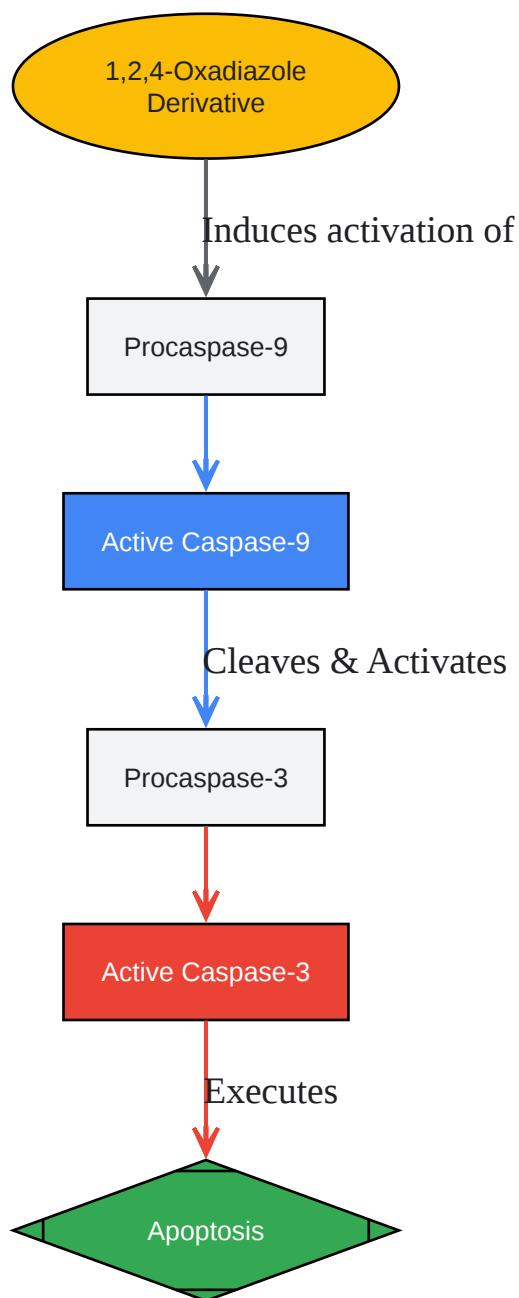 1,2,4-Oxadiazole
Derivative
Induces activation of
Procaspase-9
Active Caspase-9
Cleaves & Activates
Procaspase-3
Active Caspase-3
Executes
Apoptosis